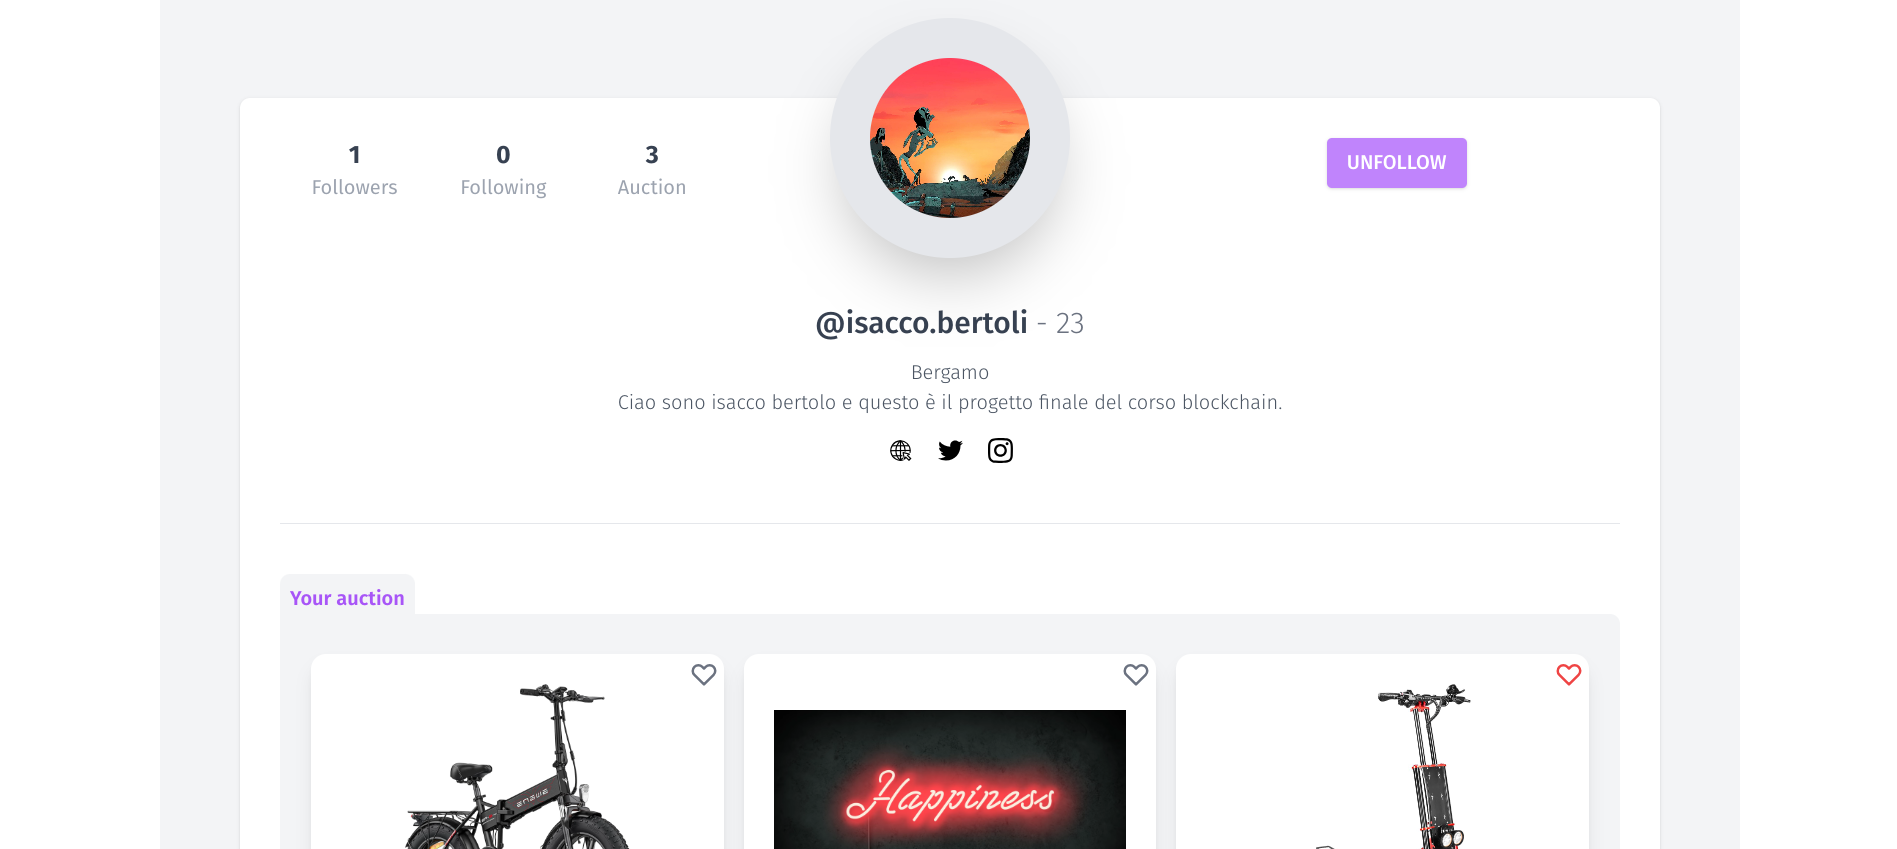 1
Followers
0
Following
3
Auction
UNFOLLOW
@isacco.bertoli - 23
Bergamo
Ciao sono isacco bertolo e questo è il progetto finale del corso blockchain.
Your auction
ENGWE
Happiness